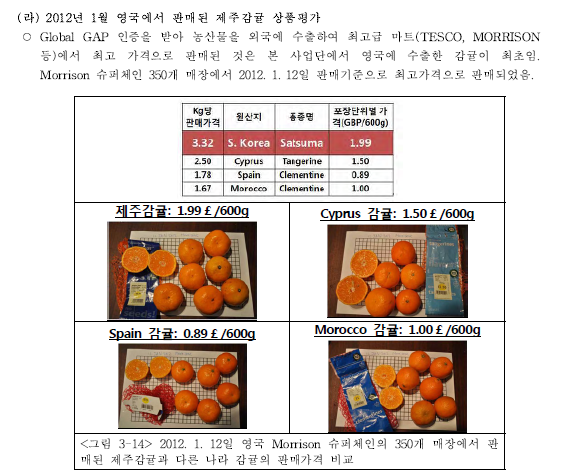 (라) 2012년 1월 영국에서 판매된 제주감귤 상품평가
○ Global GAP 인증을 받아 농산물을 외국에 수출하여 최고급 마트(TESCO, MORRISON
등)에서 최고 가격으로 판매된 것은 본 사업단에서 영국에 수출한 감귤이 최초임.
Morrison 슈퍼체인 350개 매장에서 2012. 1. 12일 판매기준으로 최고가격으로 판매되었음.
Kg당 판매가격 원산지 품종명 포장단위별 가격(GBP/600g)
3.32 S. Korea Satsuma 1.99
2.50 Cyprus Tangerine 1.50
1.78 Spain Clementine 0.89
1.67 Morocco Clementine 1.00
제주감귤: 1.99￡/600g Cyprus 감귤: 1.50￡/600g
Spain 감귤: 0.89￡/600g Morocco 감귤: 1.00￡/600g
<그림 3-14> 2012. 1. 12일 영국 Morrison 슈퍼체인의 350개 매장에서 판
매된 제주감귤과 다른 나라 감귤의 판매가격 비교